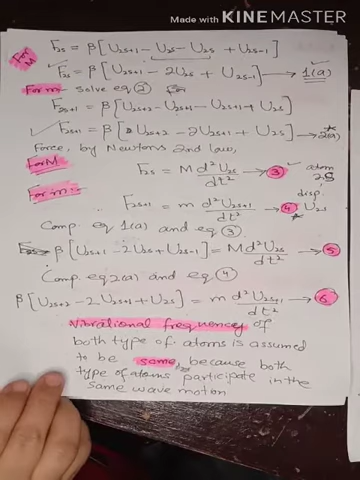 Made with KINEMASTER
For M F2s = β [U2s+1 - U2s - U2s + U2s-1]
F2s = β [U2s+1 - 2U2s + U2s-1] → 1(a)
For m - solve eq ②
F2s+1 = β [U2s+2 - U2s+1 - U2s+1 + U2s]
✓ F2s+1 = β [U2s+2 - 2U2s+1 + U2s] → 2(a)
Force, by Newtons 2nd law,
For M F2s = M d²U2s/dt² → ③ ✓ atom 2s
For m:- disp.
F2s+1 = m d²U2s+1/dt² → ④ U2s
Comp eq 1(a) and eq ③
β [U2s+1 - 2U2s + U2s-1] = M d²U2s/dt² → ⑤
Comp eq 2(a) and eq ④
β [U2s+2 - 2U2s+1 + U2s] = m d²U2s+1/dt² → ⑥
Vibrational frequency of
both type of atoms is assumed
to be same, because both
type of atoms participate in the
same wave motion